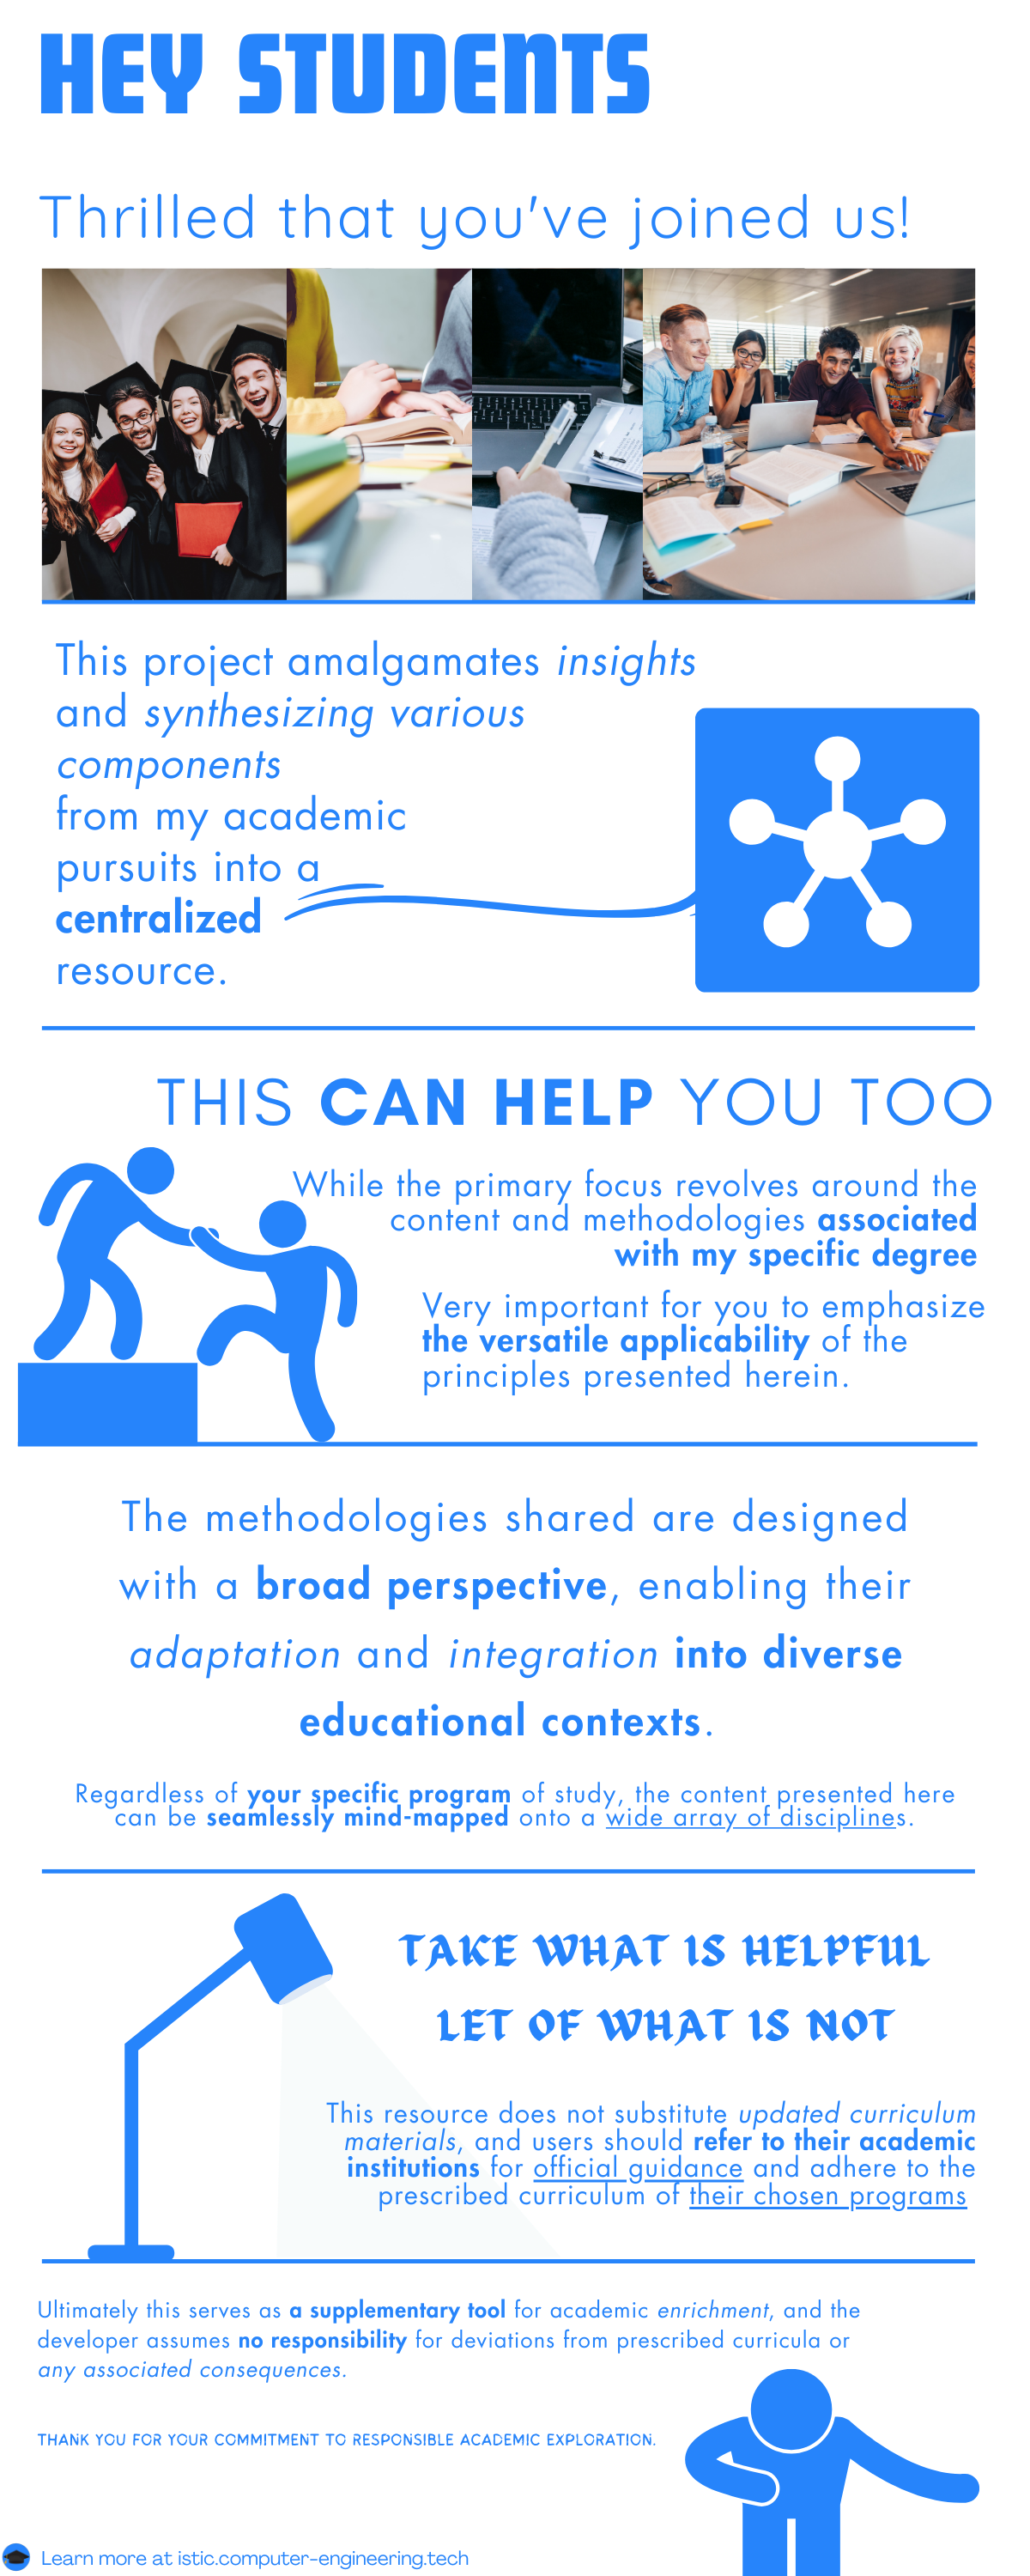 HEY STUDENTS
Thrilled that you've joined us!
This project amalgamates insights
and synthesizing various
components
from my academic
pursuits into a
centralized
resource.
THIS CAN HELP YOU TOO
While the primary focus revolves around the
content and methodologies associated
with my specific degree
Very important for you to emphasize
the versatile applicability of the
principles presented herein.
The methodologies shared are designed
with a broad perspective, enabling their
adaptation and integration into diverse
educational contexts.
Regardless of your specific program of study, the content presented here
can be seamlessly mind-mapped onto a wide array of disciplines.
TAKE WHAT IS HELPFUL
LET OF WHAT IS NOT
This resource does not substitute updated curriculum
materials, and users should refer to their academic
institutions for official guidance and adhere to the
prescribed curriculum of their chosen programs
Ultimately this serves as a supplementary tool for academic enrichment, and the
developer assumes no responsibility for deviations from prescribed curricula or
any associated consequences.
THANK YOU FOR YOUR COMMITMENT TO RESPONSIBLE ACADEMIC EXPLORATION.
Learn more at istic.computer-engineering.tech